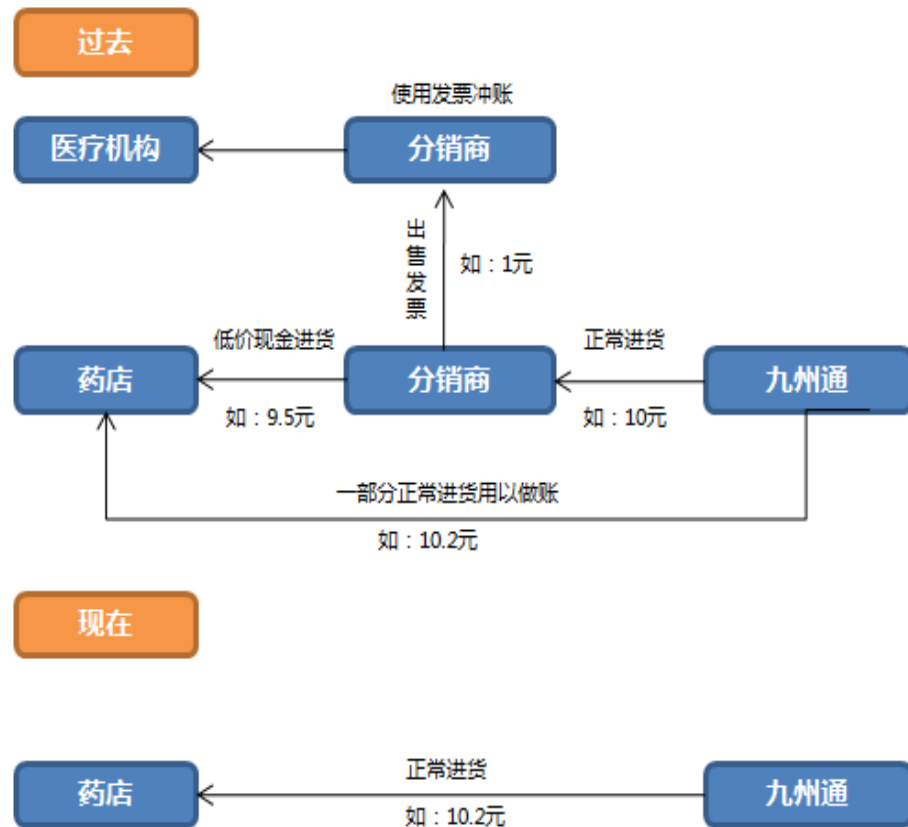 过去
使用发票冲账
医疗机构
分销商
出售发票
如：1元
低价现金进货
正常进货
药店
分销商
九州通
如：9.5元
如：10元
一部分正常进货用以做账
如：10.2元
现在
正常进货
药店
九州通
如：10.2元